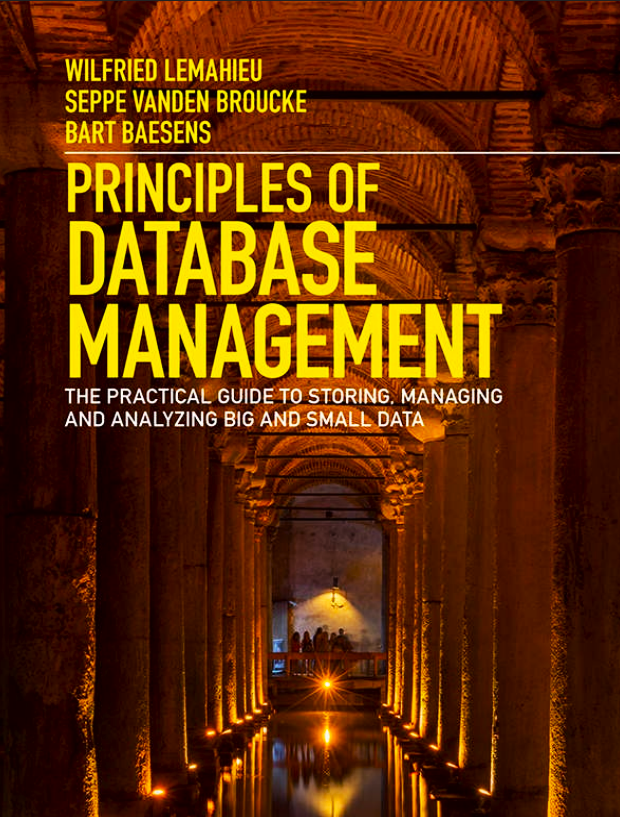 WILFRIED LEMAHIEU
SEPPE VANDEN BROUCKE
BART BAESENS
PRINCIPLES OF
DATABASE
MANAGEMENT
THE PRACTICAL GUIDE TO STORING, MANAGING
AND ANALYZING BIG AND SMALL DATA